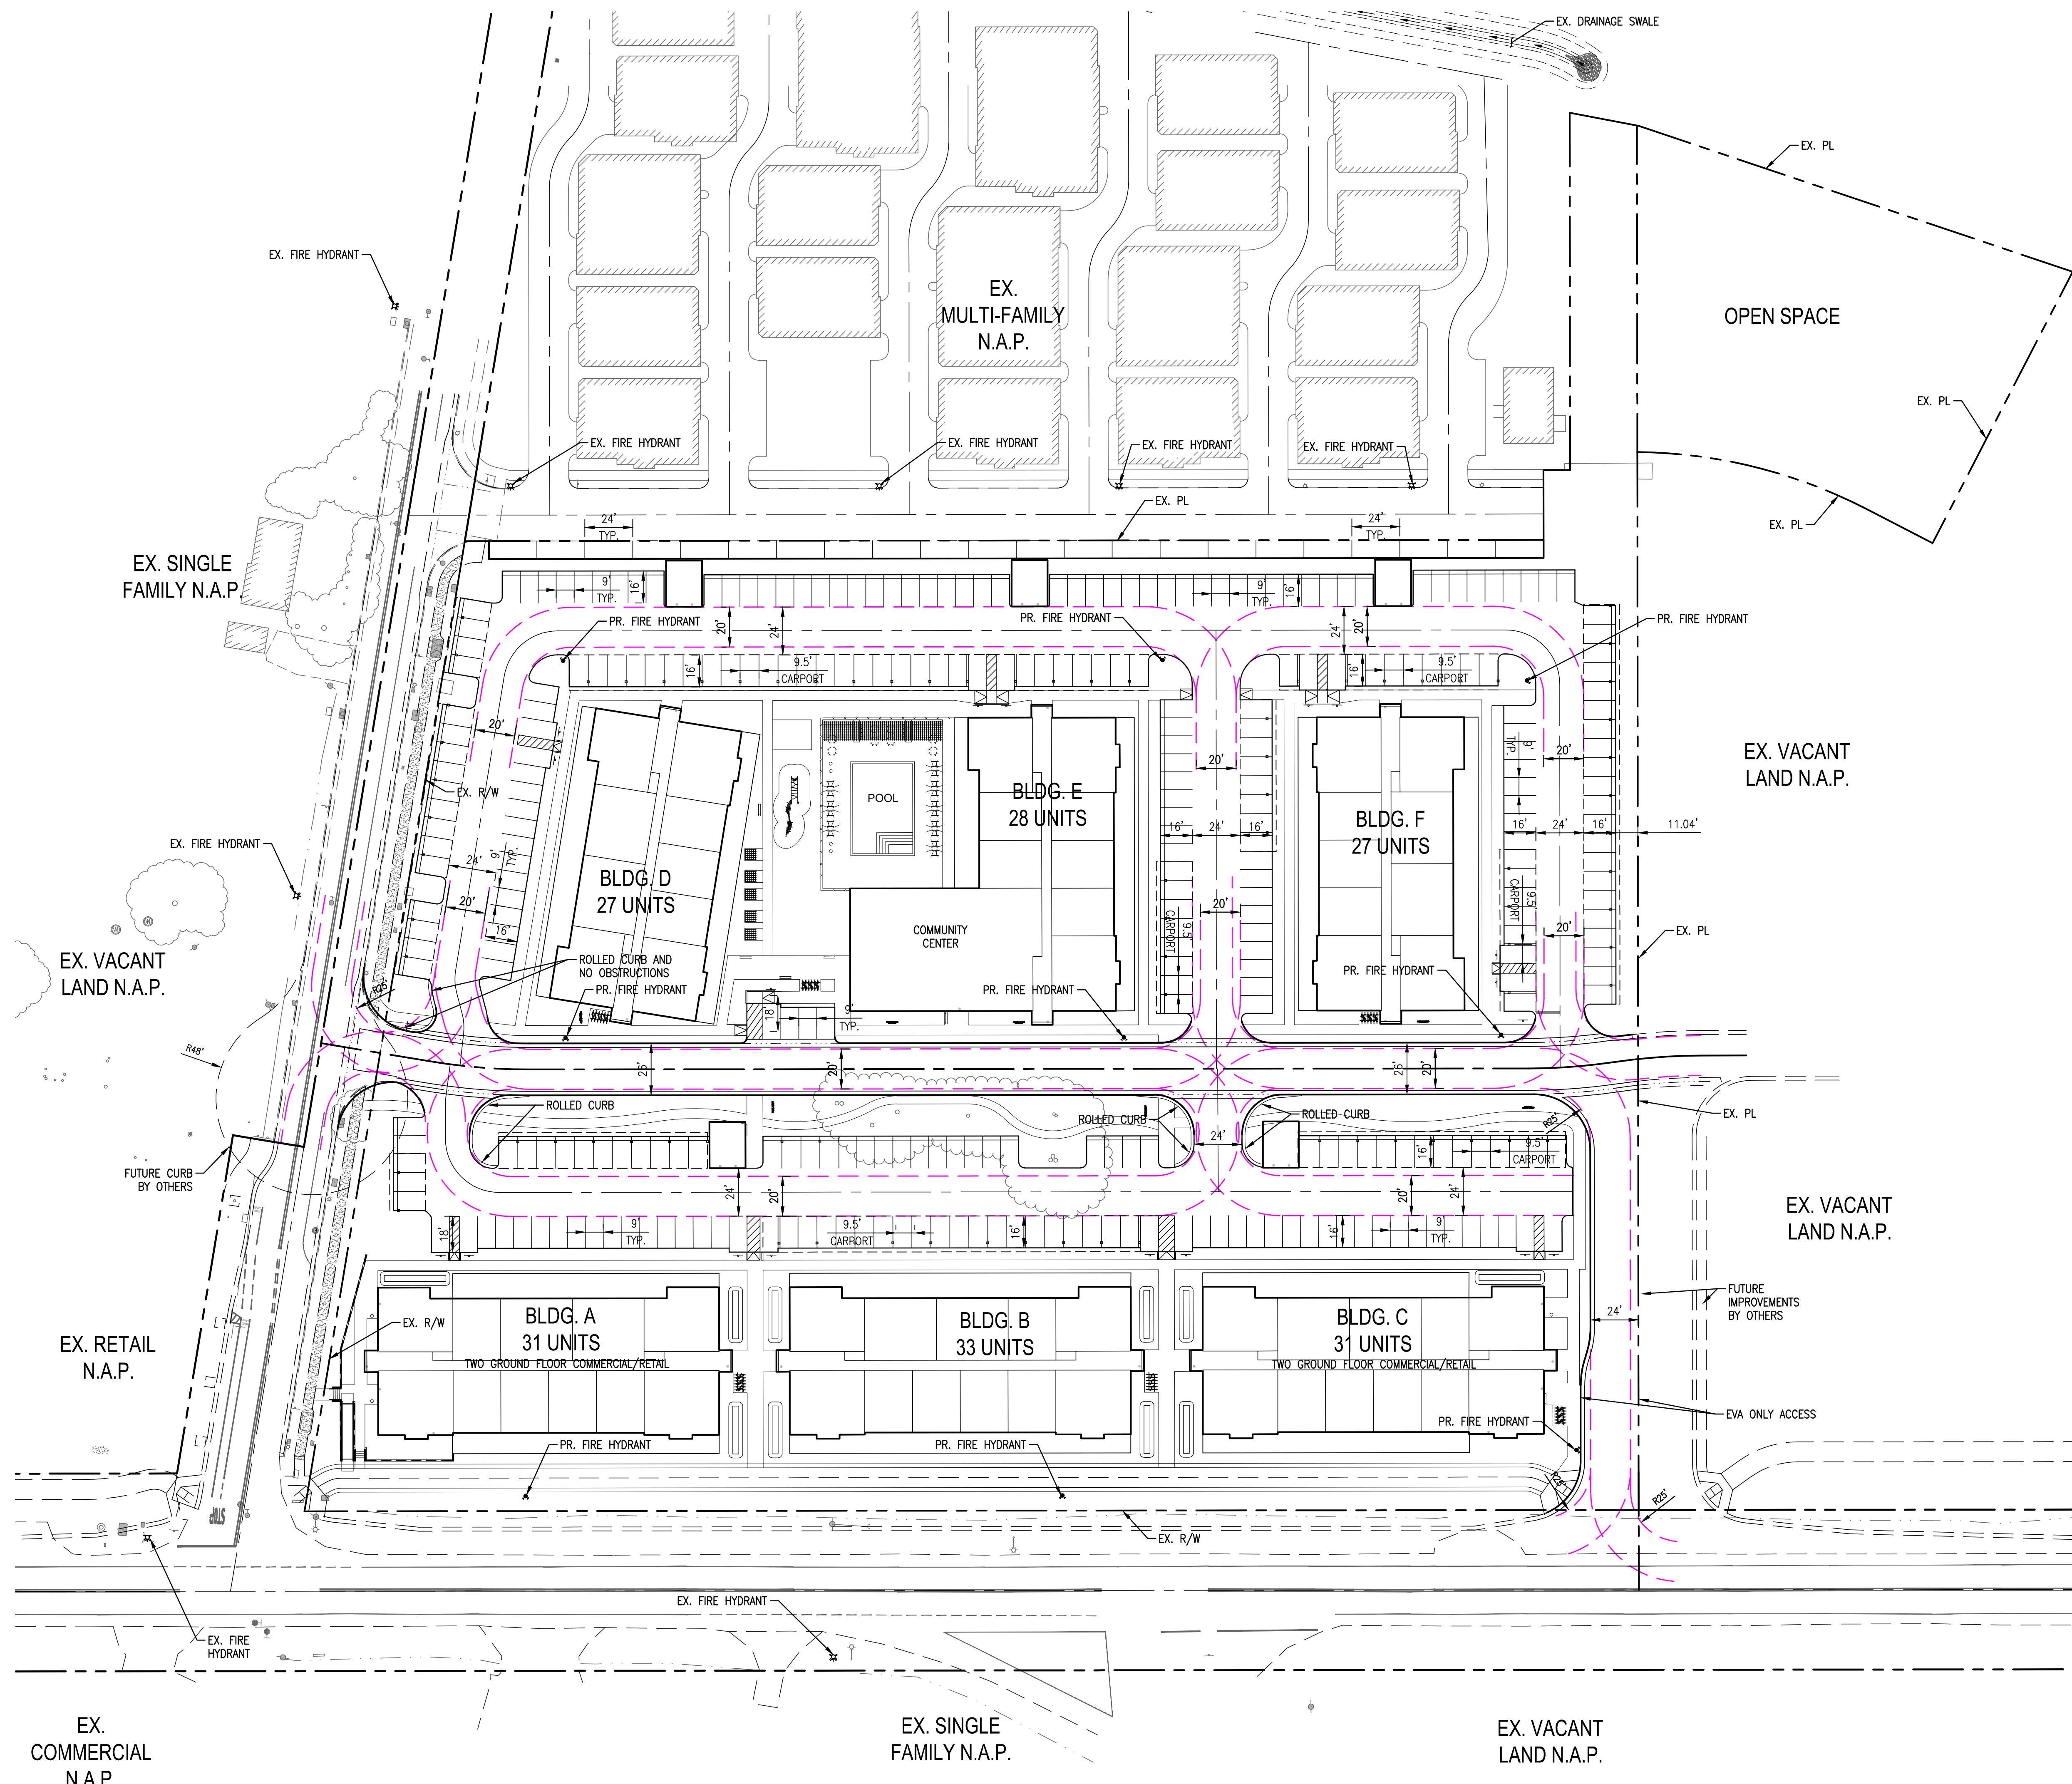 EX. DRAINAGE SWALE
EX. PL
EX. FIRE HYDRANT
EX.
MULTI-FAMILY
N.A.P.
OPEN SPACE
EX. PL
EX. FIRE HYDRANT
EX. FIRE HYDRANT
EX. FIRE HYDRANT
EX. FIRE HYDRANT
EX. PL
EX. PL
24'
TYP.
24'
TYP.
EX. SINGLE
FAMILY N.A.P.
9'
TYP.
16'
9'
TYP.
16'
PR. FIRE HYDRANT
20'
24'
PR. FIRE HYDRANT
24'
20'
PR. FIRE HYDRANT
16'
9.5'
CARPORT
16'
9.5'
CARPORT
20'
EX. R/W
POOL
BLDG. E
28 UNITS
20'
9'
TYP.
20'
EX. VACANT
LAND N.A.P.
BLDG. F
27 UNITS
16'
24'
16'
16'
24'
16'
11.04'
EX. FIRE HYDRANT
24'
9'
TYP.
BLDG. D
27 UNITS
20'
16'
20'
9.5'
CARPORT
9.5'
CARPORT
20'
COMMUNITY
CENTER
EX. PL
EX. VACANT
LAND N.A.P.
ROLLED CURB AND
NO OBSTRUCTIONS
R25'
PR. FIRE HYDRANT
PR. FIRE HYDRANT
PR. FIRE HYDRANT
18'
9'
TYP.
R48'
26'
20'
26'
20'
ROLLED CURB
ROLLED CURB
ROLLED CURB
R25'
EX. PL
24'
16'
9.5'
CARPORT
FUTURE CURB
BY OTHERS
24'
20'
20'
24'
EX. VACANT
LAND N.A.P.
18'
9'
TYP.
9.5'
CARPORT
16'
16'
9'
TYP.
FUTURE
IMPROVEMENTS
BY OTHERS
24'
EX. RETAIL
N.A.P.
EX. R/W
BLDG. A
31 UNITS
TWO GROUND FLOOR COMMERCIAL/RETAIL
BLDG. B
33 UNITS
BLDG. C
31 UNITS
TWO GROUND FLOOR COMMERCIAL/RETAIL
EVA ONLY ACCESS
PR. FIRE HYDRANT
PR. FIRE HYDRANT
PR. FIRE HYDRANT
R25'
R25'
STOP
EX. R/W
EX. FIRE HYDRANT
EX. FIRE
HYDRANT
EX.
COMMERCIAL
N.A.P.
EX. SINGLE
FAMILY N.A.P.
EX. VACANT
LAND N.A.P.